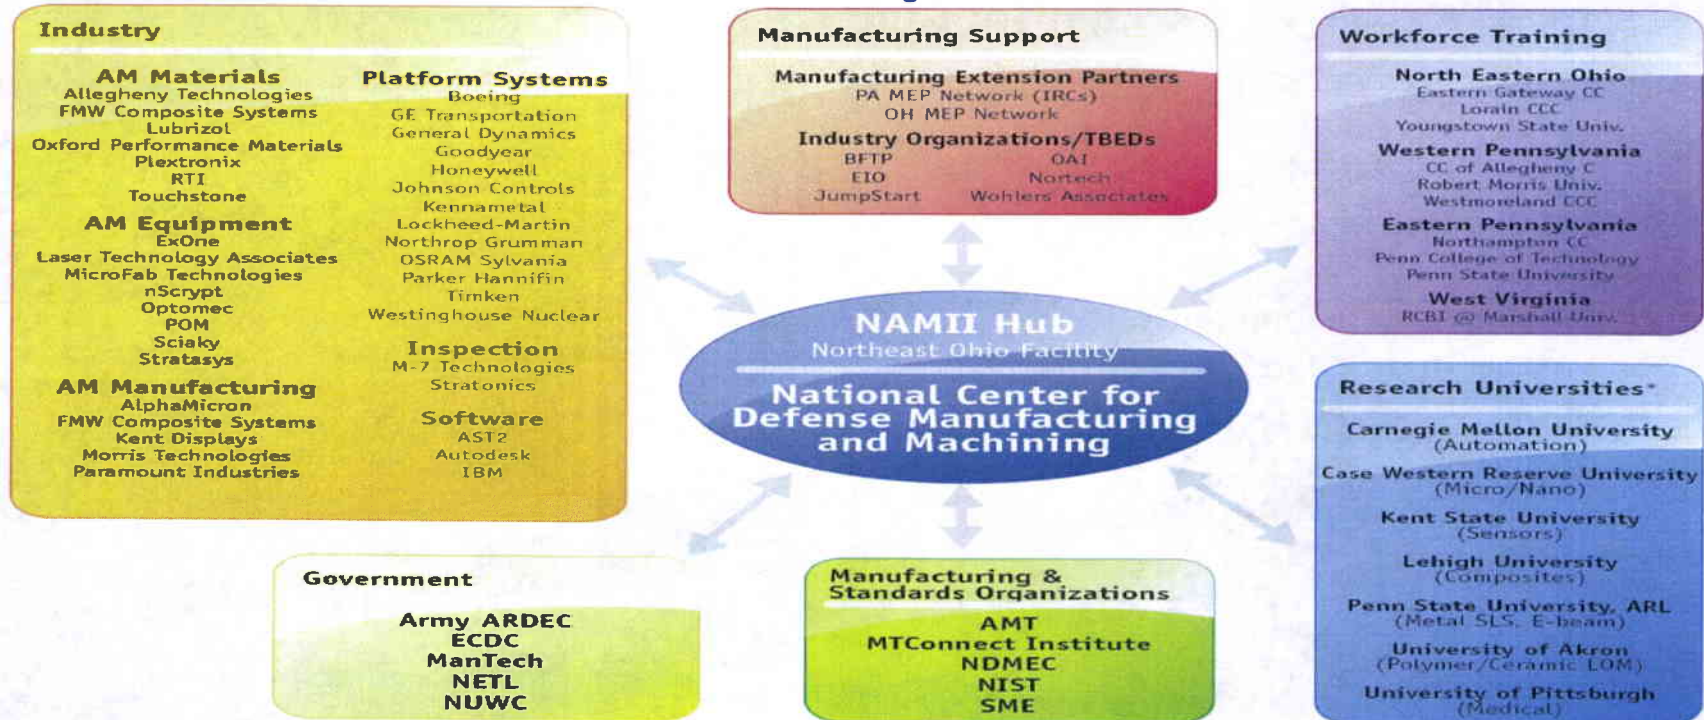 Industry
AM Materials
Allegheny Technologies
FMW Composite Systems
Lubrizol
Oxford Performance Materials
Plextronix
RTI
Touchstone
AM Equipment
ExOne
Laser Technology Associates
MicroFab Technologies
nScrypt
Optomec
POM
Sciaky
Stratasys
AM Manufacturing
AlphaMicron
FMW Composite Systems
Kent Displays
Morris Technologies
Paramount Industries
Platform Systems
Boeing
GE Transportation
General Dynamics
Goodyear
Honeywell
Johnson Controls
Kennametal
Lockheed-Martin
Northrop Grumman
OSRAM Sylvania
Parker Hannifin
Timken
Westinghouse Nuclear
Inspection
M-7 Technologies
Stratonics
Software
AST2
Autodesk
IBM
Manufacturing Support
Manufacturing Extension Partners
PA MEP Network (IRCs)
OH MEP Network
Industry Organizations/TBEDs
BFTP OAI
EIO Nortech
JumpStart Wohlers Associates
Workforce Training
North Eastern Ohio
Eastern Gateway CC
Lorain CCC
Youngstown State Univ.
Western Pennsylvania
CC of Allegheny C
Robert Morris Univ.
Westmoreland CCC
Eastern Pennsylvania
Northampton CC
Penn College of Technology
Penn State University
West Virginia
RCBI @ Marshall Univ.
NAMII Hub
Northeast Ohio Facility
National Center for
Defense Manufacturing
and Machining
Research Universities*
Carnegie Mellon University
(Automation)
Case Western Reserve University
(Micro/Nano)
Kent State University
(Sensors)
Lehigh University
(Composites)
Penn State University, ARL
(Metal SLS, E-beam)
University of Akron
(Polymer/Ceramic LOM)
University of Pittsburgh
(Medical)
Government
Army ARDEC
ECDC
ManTech
NETL
NUWC
Manufacturing &
Standards Organizations
AMT
MTConnect Institute
NDMEC
NIST
SME